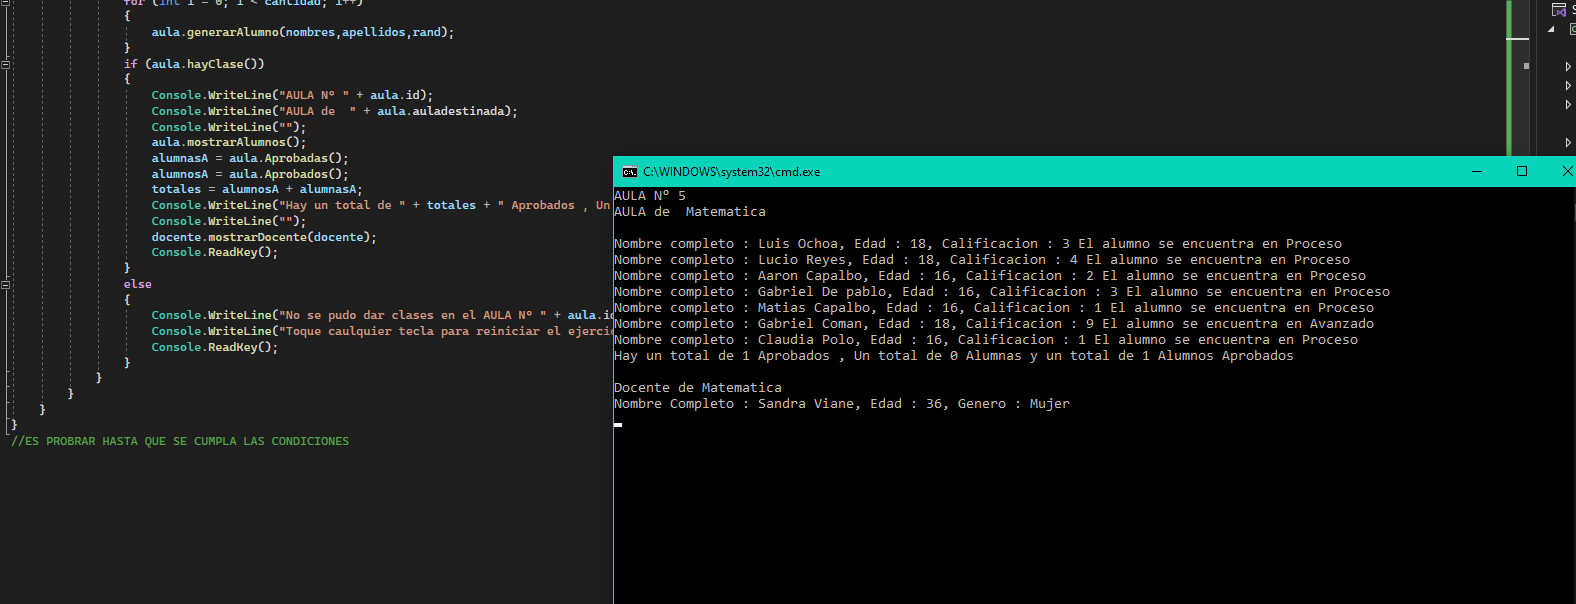 for (int i = 0; i < cantidad; i++)
{
aula.generarAlumno(nombres,apellidos,rand);
}
if (aula.hayClase())
{
Console.WriteLine("AULA Nº " + aula.id);
Console.WriteLine("AULA de  " + aula.auladestinada);
Console.WriteLine("");
aula.mostrarAlumnos();
alumnasA = aula.Aprobadas();
alumnosA = aula.Aprobados();
totales = alumnosA + alumnasA;
Console.WriteLine("Hay un total de " + totales + " Aprobados , Un
Console.WriteLine("");
docente.mostrarDocente(docente);
Console.ReadKey();
}
else
{
Console.WriteLine("No se pudo dar clases en el AULA Nº " + aula.id
Console.WriteLine("Toque caulquier tecla para reiniciar el ejercic
Console.ReadKey();
}
}
}
}
}
//ES PROBRAR HASTA QUE SE CUMPLA LAS CONDICIONES
C:\WINDOWS\system32\cmd.exe
AULA Nº 5
AULA de  Matematica
Nombre completo : Luis Ochoa, Edad : 18, Calificacion : 3 El alumno se encuentra en Proceso
Nombre completo : Lucio Reyes, Edad : 18, Calificacion : 4 El alumno se encuentra en Proceso
Nombre completo : Aaron Capalbo, Edad : 16, Calificacion : 2 El alumno se encuentra en Proceso
Nombre completo : Gabriel De pablo, Edad : 16, Calificacion : 3 El alumno se encuentra en Proceso
Nombre completo : Matias Capalbo, Edad : 16, Calificacion : 1 El alumno se encuentra en Proceso
Nombre completo : Gabriel Coman, Edad : 18, Calificacion : 9 El alumno se encuentra en Avanzado
Nombre completo : Claudia Polo, Edad : 16, Calificacion : 1 El alumno se encuentra en Proceso
Hay un total de 1 Aprobados , Un total de 0 Alumnas y un total de 1 Alumnos Aprobados
Docente de Matematica
Nombre Completo : Sandra Viane, Edad : 36, Genero : Mujer